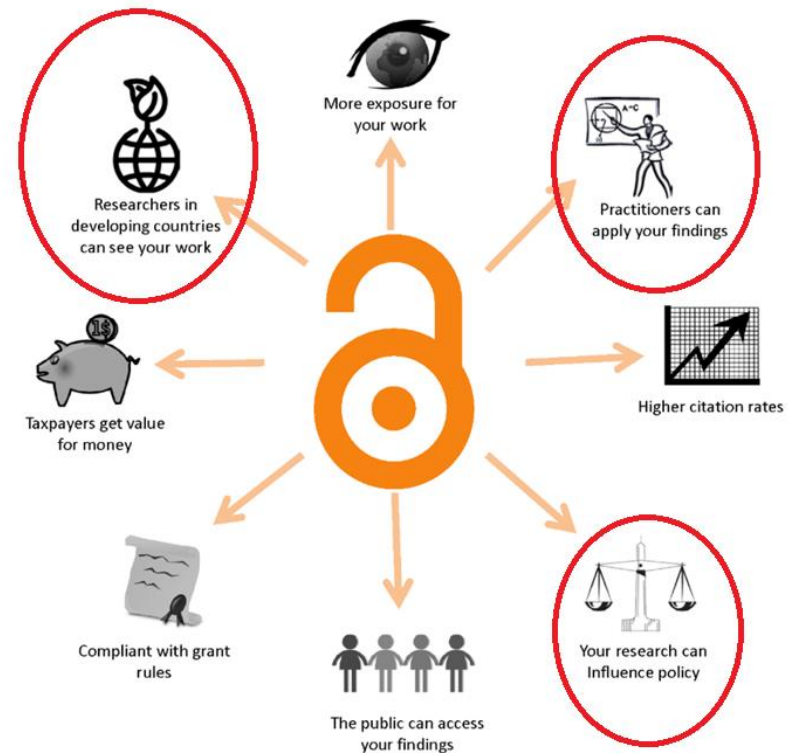 More exposure for
your work
Researchers in
developing countries
can see your work
A-C
Practitioners can
apply your findings
1$
Taxpayers get value
for money
Higher citation rates
Compliant with grant
rules
Your research can
Influence policy
The public can access
your findings